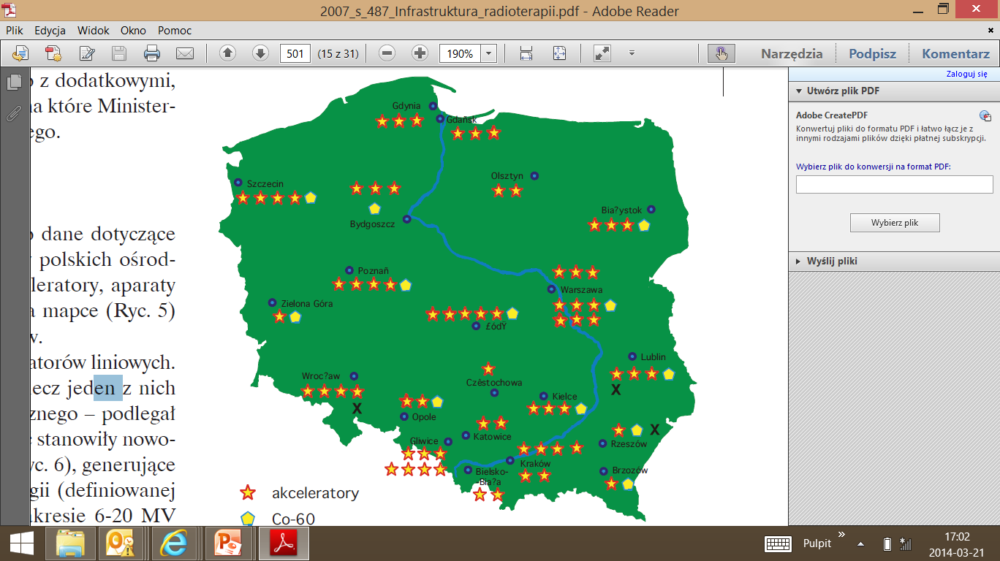 2007_s_487_Infrastruktura_radioterapii.pdf - Adobe Reader
Plik Edycja Widok Okno Pomoc
501 (15 z 31) 190% Narzędzia Podpisz Komentarz
Zaloguj się
Utwórz plik PDF
Adobe CreatePDF
Konwertuj pliki do formatu PDF i łatwo łącz je z
innymi rodzajami plików dzięki płatnej subskrypcji.
Wybierz plik do konwersji na format PDF:
Wybierz plik
Wyślij pliki
z dodatkowymi,
na które Minister-
ego.
dane dotyczące
polskich ośrod-
eleratory, aparaty
a mapce (Ryc. 5)
w.
atorów liniowych.
lecz jeden z nich
znego – podlegał
stanowiły nowo-
yc. 6), generujące
gii (definiowanej
akresie 6-20 MV
Gdynia
Gdańsk
Szczecin
Olsztyn
Bia?ystok
Bydgoszcz
Poznañ
Warszawa
Zielona Góra
£ódŸ
Lublin
X
Wroc?aw
X
Czêstochowa
Kielce
Opole
Katowice
X
Rzeszów
Gliwice
Kraków
Bielsko-
-Bia?a
Brzozów
akceleratory
Co-60
Pulpit
17:02
2014-03-21